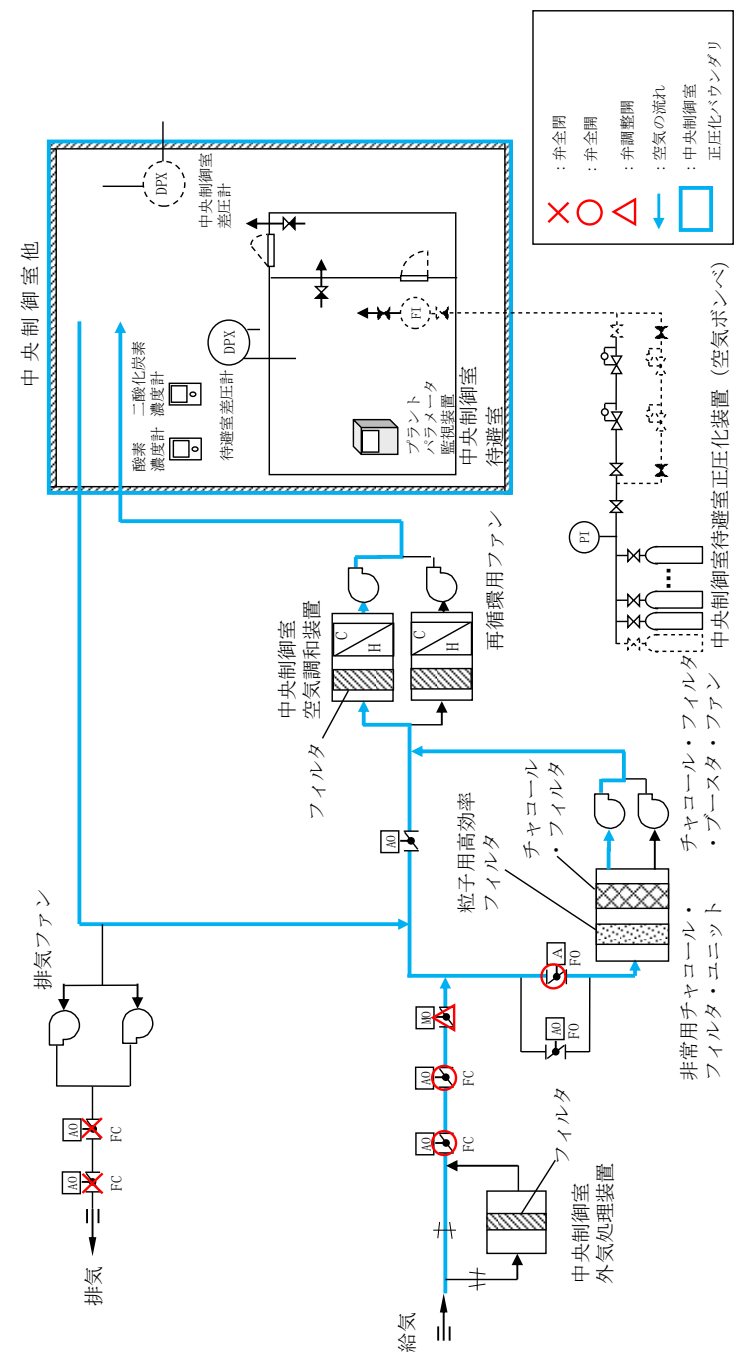 中央制御室他
DPX
中央制御室
差圧計
DPX
待避室差圧計
二酸化炭素
濃度計
酸素
濃度計
プラント
パラメータ
監視装置
中央制御室
待避室
FI
：弁全閉
：弁全開
：弁調整開
：空気の流れ
：中央制御室
正圧化バウンダリ
PI
中央制御室待避室正圧化装置（空気ボンベ）
再循環用ファン
中央制御室
空気調和装置
C
H
C
H
フィルタ
AO
チャコール・フィルタ
・ブースタ・ファン
チャコール
・フィルタ
粒子用高効率
フィルタ
非常用チャコール・
フィルタ・ユニット
A
FO
AO
FO
MO
AO
FC
AO
FC
フィルタ
中央制御室
外気処理装置
給気
排気ファン
AO
FC
AO
FC
排気